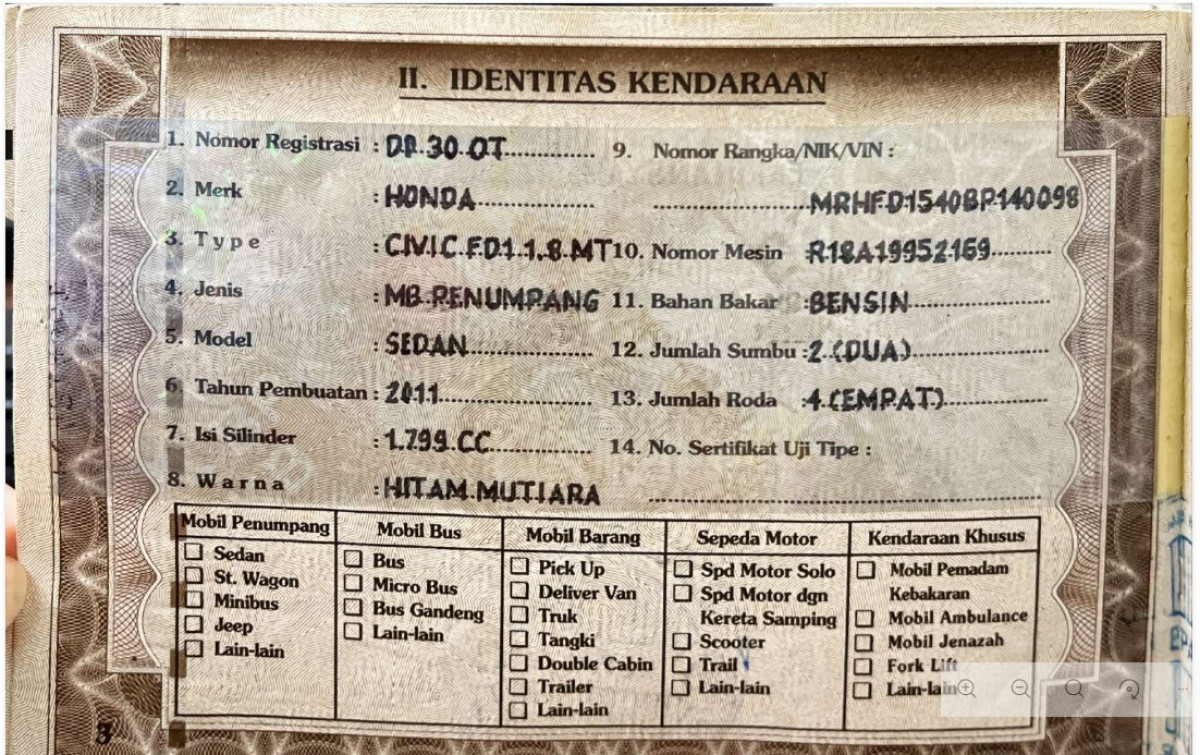 II. IDENTITAS KENDARAAN
1. Nomor Registrasi : DP.30.OT
2. Merk : HONDA
3. Type : CIVIC.FD1.1.8.MT
4. Jenis : MB.PENUMPANG
5. Model : SEDAN
6. Tahun Pembuatan : 2011
7. Isi Silinder : 1.799.CC
8. Warna : HITAM.MUTIARA
9. Nomor Rangka/NIK/VIN :
MRHFD1540BP140098
10. Nomor Mesin R18A19952169
11. Bahan Bakar :BENSIN
12. Jumlah Sumbu :2.(DUA)
13. Jumlah Roda :4.(EMPAT)
14. No. Sertifikat Uji Tipe :
Mobil Penumpang
Sedan
St. Wagon
Minibus
Jeep
Lain-lain
Mobil Bus
Bus
Micro Bus
Bus Gandeng
Lain-lain
Mobil Barang
Pick Up
Deliver Van
Truk
Tangki
Double Cabin
Trailer
Lain-lain
Sepeda Motor
Spd Motor Solo
Spd Motor dgn
Kereta Samping
Scooter
Trail
Lain-lain
Kendaraan Khusus
Mobil Pemadam
Kebakaran
Mobil Ambulance
Mobil Jenazah
Fork Lift
Lain-lain
3